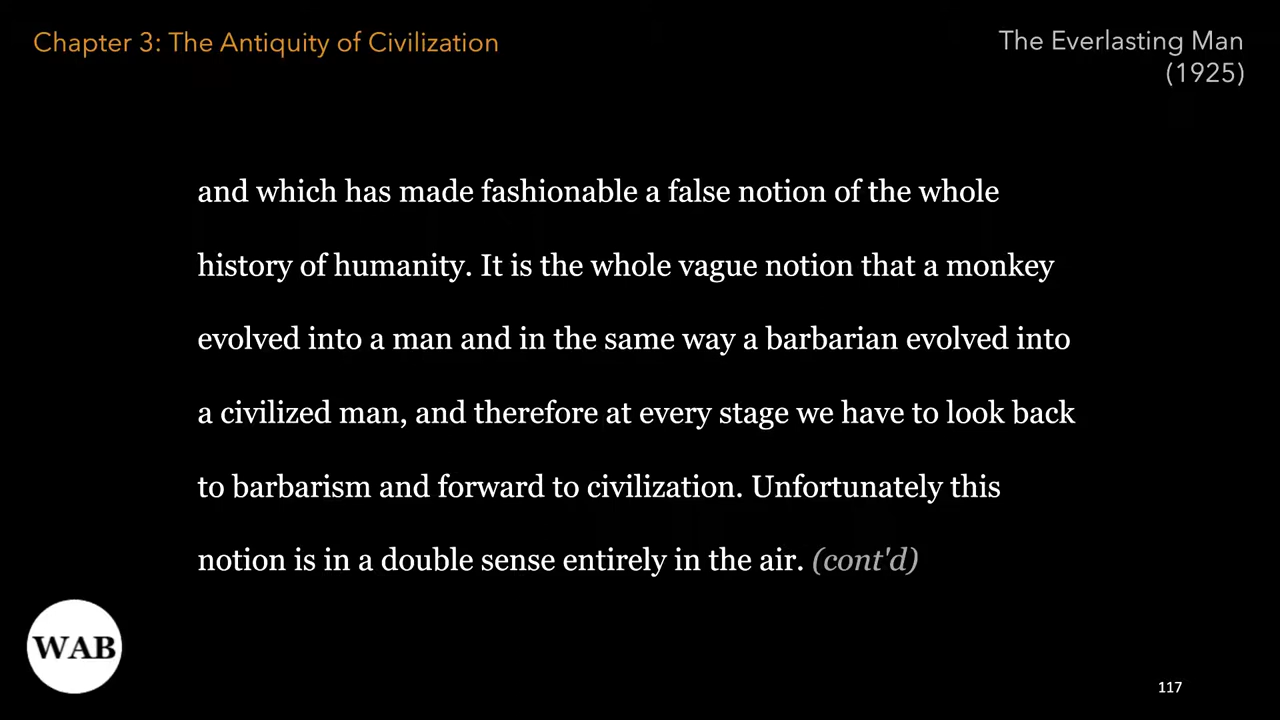 Chapter 3: The Antiquity of Civilization
The Everlasting Man
(1925)
and which has made fashionable a false notion of the whole
history of humanity. It is the whole vague notion that a monkey
evolved into a man and in the same way a barbarian evolved into
a civilized man, and therefore at every stage we have to look back
to barbarism and forward to civilization. Unfortunately this
notion is in a double sense entirely in the air. (cont'd)
WAB
117